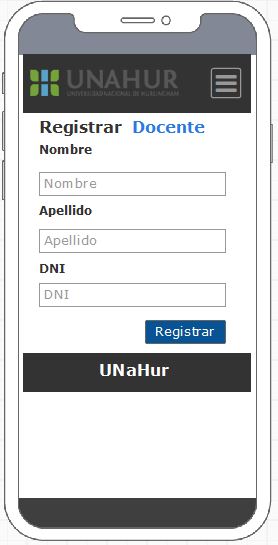 UNAHUR
UNIVERSIDAD NACIONAL DE HURLINGHAM
Registrar Docente
Nombre
Nombre
Apellido
Apellido
DNI
DNI
Registrar
UNaHur